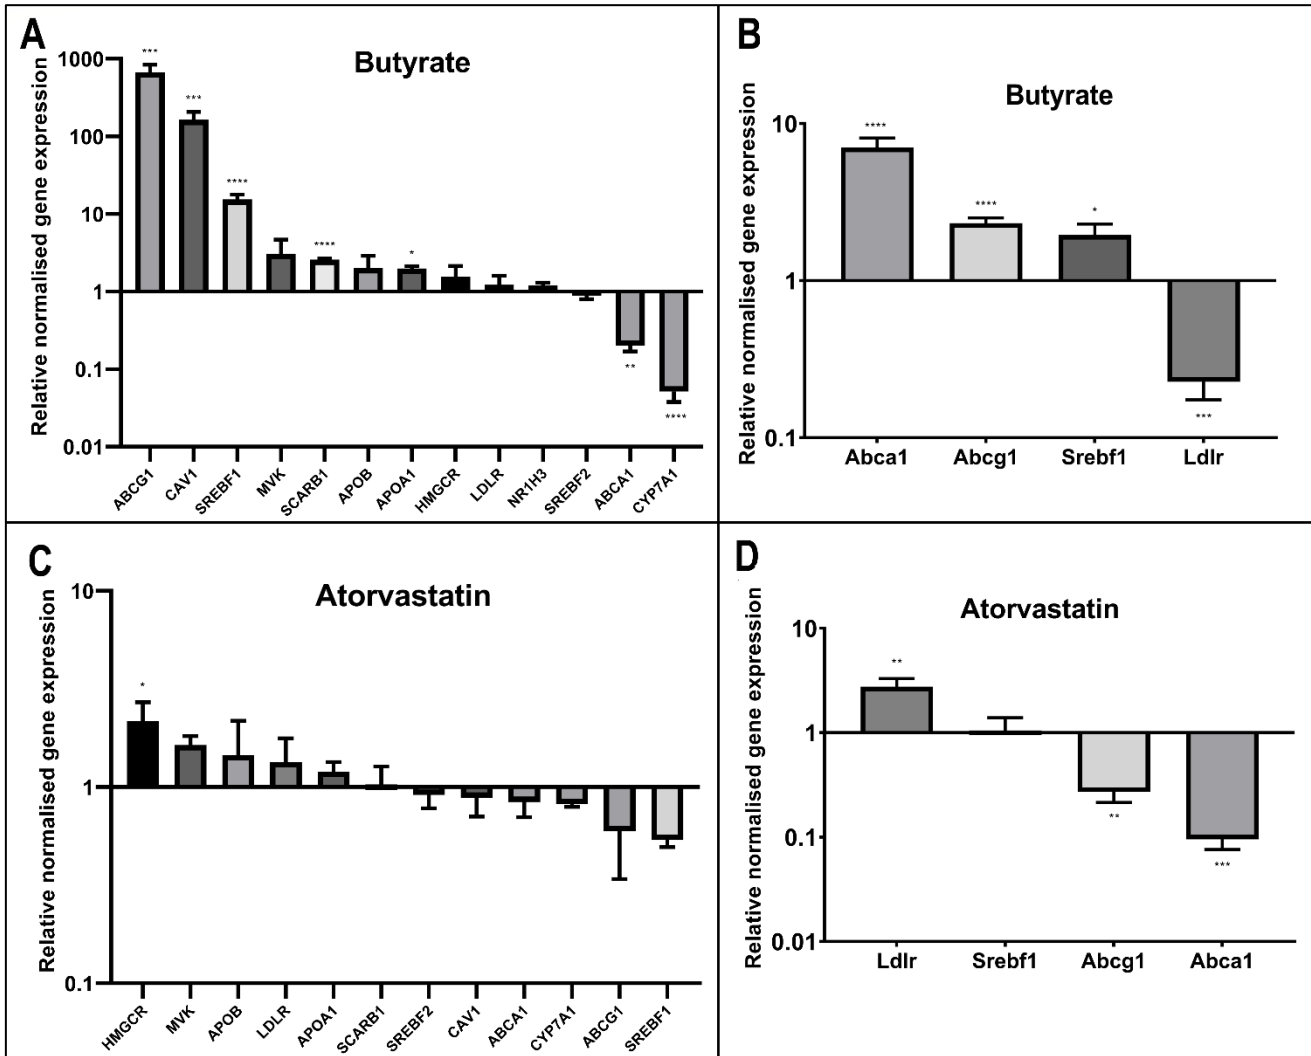 A
Butyrate
Relative normalised gene expression
1000
100
10
1
0.1
0.01
***
***
****
****
*
**
****
ABCG1
CAV1
SREBF1
MVK
SCARB1
APOB
APOA1
HMGCR
LDLR
NR1H3
SREBF2
ABCA1
CYP7A1
B
Butyrate
Relative normalised gene expression
10
1
0.1
****
****
*
***
Abca1
Abcg1
Srebf1
Ldlr
C
Atorvastatin
Relative normalised gene expression
10
1
0.1
*
HMGCR
MVK
APOB
LDLR
APOA1
SCARB1
SREBF2
CAV1
ABCA1
CYP7A1
ABCG1
SREBF1
D
Atorvastatin
Relative normalised gene expression
10
1
0.1
0.01
**
**
***
Ldlr
Srebf1
Abcg1
Abca1